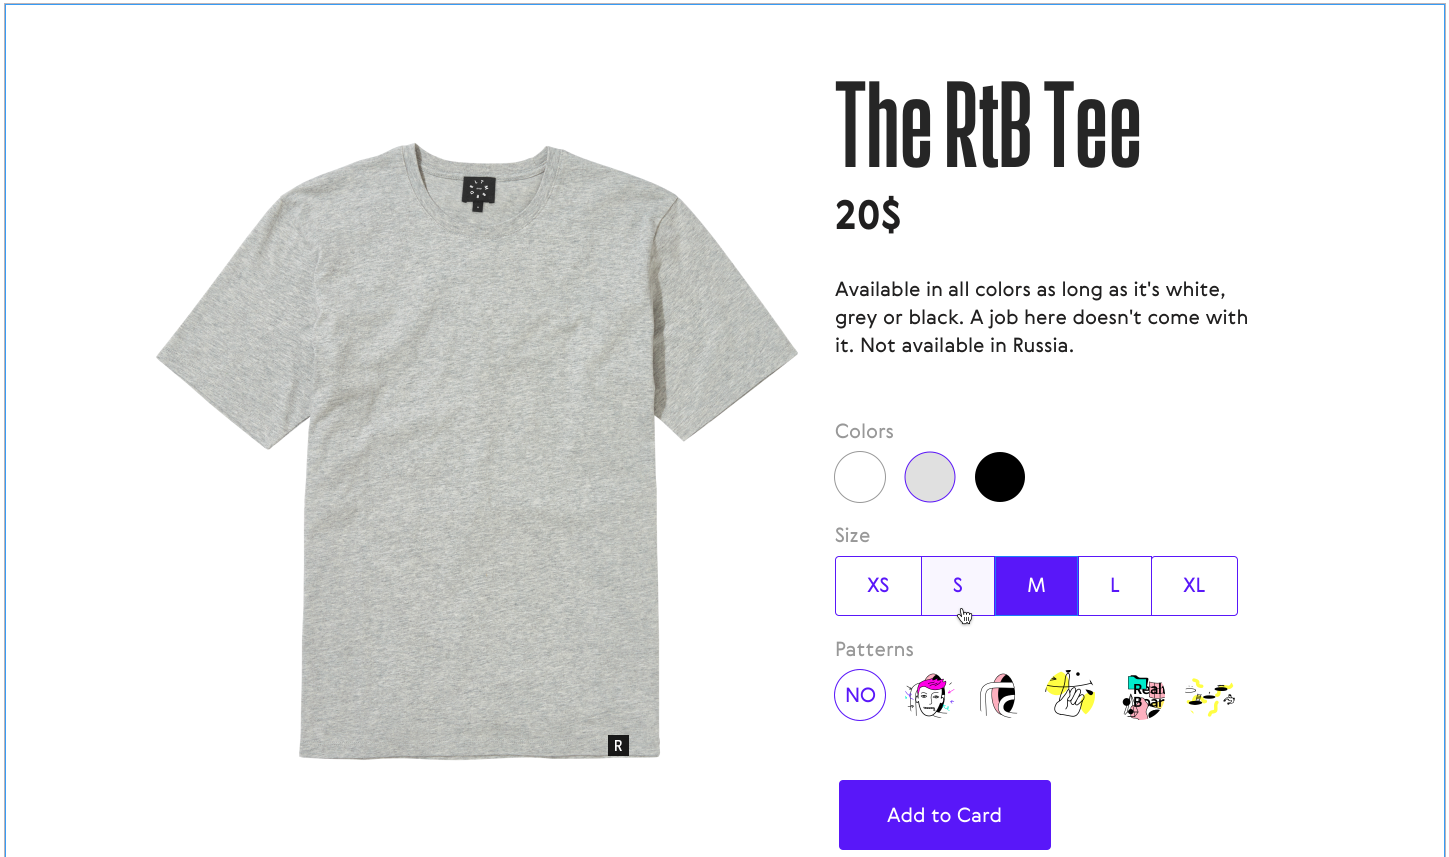 The RtB Tee
20$
Available in all colors as long as it's white,
grey or black. A job here doesn't come with
it. Not available in Russia.
Colors
Size
XS S M L XL
Patterns
NO
R
Add to Card